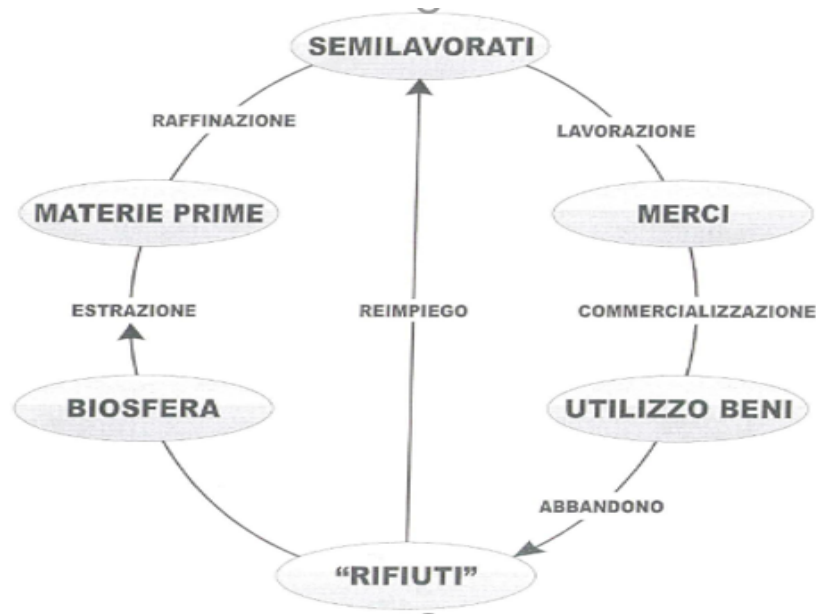 SEMILAVORATI
RAFFINAZIONE
LAVORAZIONE
MATERIE PRIME
MERCI
ESTRAZIONE
REIMPIEGO
COMMERCIALIZZAZIONE
BIOSFERA
UTILIZZO BENI
ABBANDONO
“RIFIUTI”